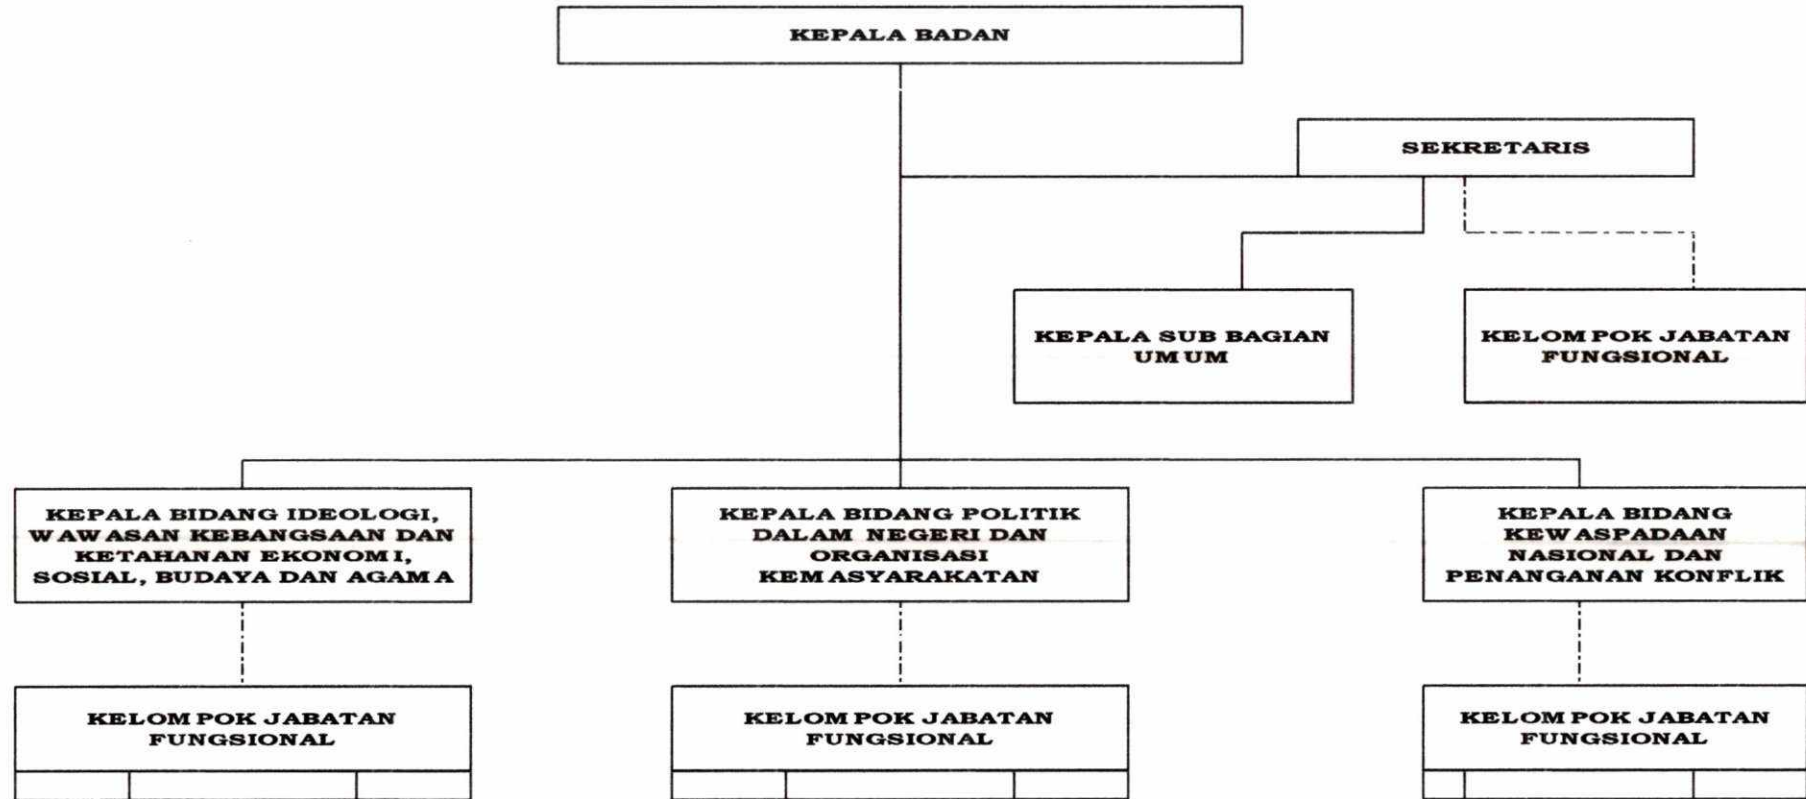 KEPALA BADAN
SEKRETARIS
KEPALA SUB BAGIAN
UMUM
KELOMPOK JABATAN
FUNGSIONAL
KEPALA BIDANG IDEOLOGI,
WAWASAN KEBANGSAAN DAN
KETAHANAN EKONOMI,
SOSIAL, BUDAYA DAN AGAMA
KEPALA BIDANG POLITIK
DALAM NEGERI DAN
ORGANISASI
KEMASYARAKATAN
KEPALA BIDANG
KEWASPADAAN
NASIONAL DAN
PENANGANAN KONFLIK
KELOMPOK JABATAN
FUNGSIONAL
KELOMPOK JABATAN
FUNGSIONAL
KELOMPOK JABATAN
FUNGSIONAL